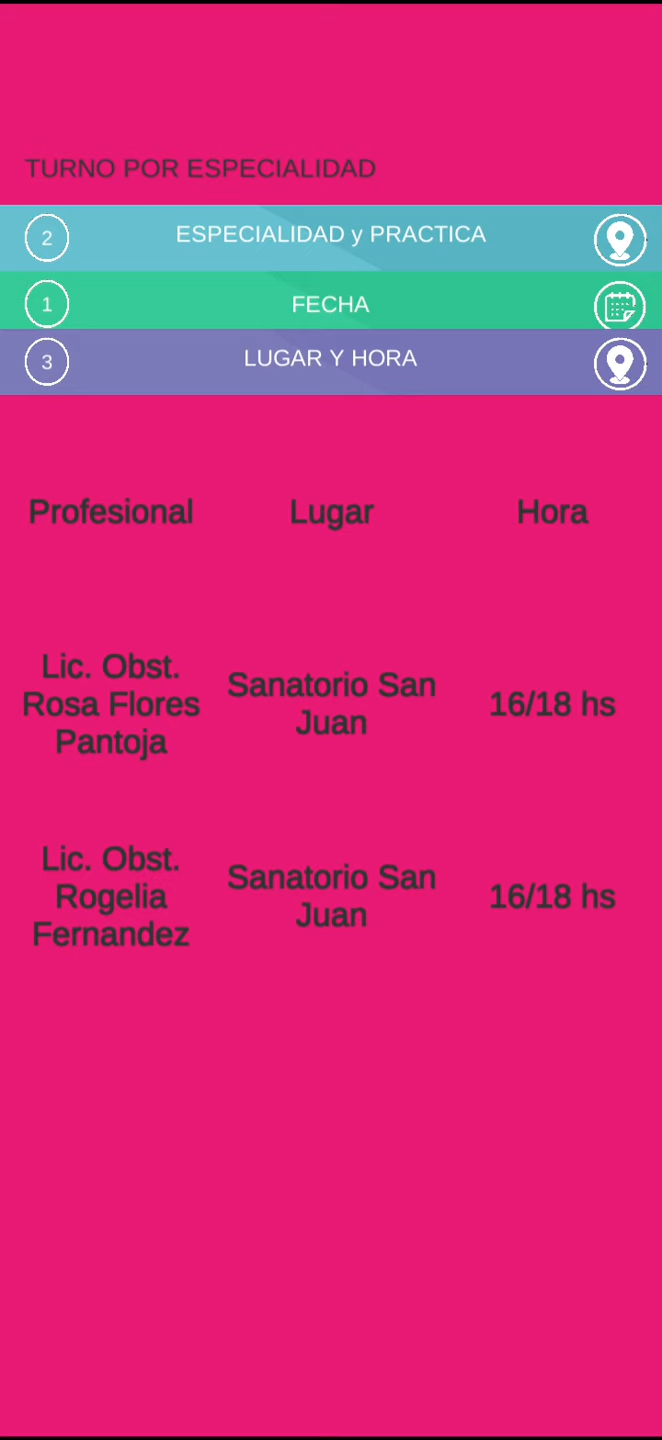 TURNO POR ESPECIALIDAD
2 ESPECIALIDAD y PRACTICA
1 FECHA
3 LUGAR Y HORA
Profesional Lugar Hora
Lic. Obst.
Rosa Flores
Pantoja
Sanatorio San
Juan
16/18 hs
Lic. Obst.
Rogelia
Fernandez
Sanatorio San
Juan
16/18 hs